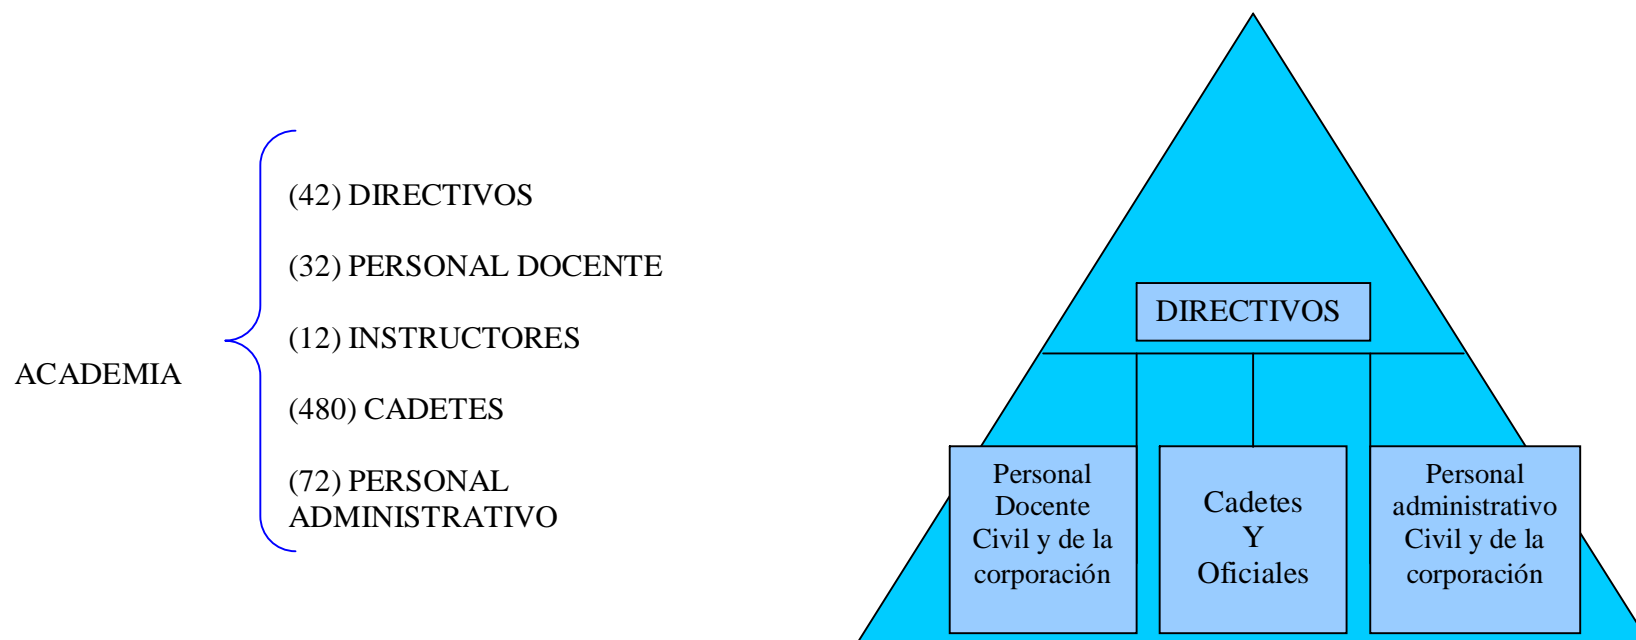 ACADEMIA
(42) DIRECTIVOS
(32) PERSONAL DOCENTE
(12) INSTRUCTORES
(480) CADETES
(72) PERSONAL
ADMINISTRATIVO
DIRECTIVOS
Personal
Docente
Civil y de la
corporación
Cadetes
Y
Oficiales
Personal
administrativo
Civil y de la
corporación